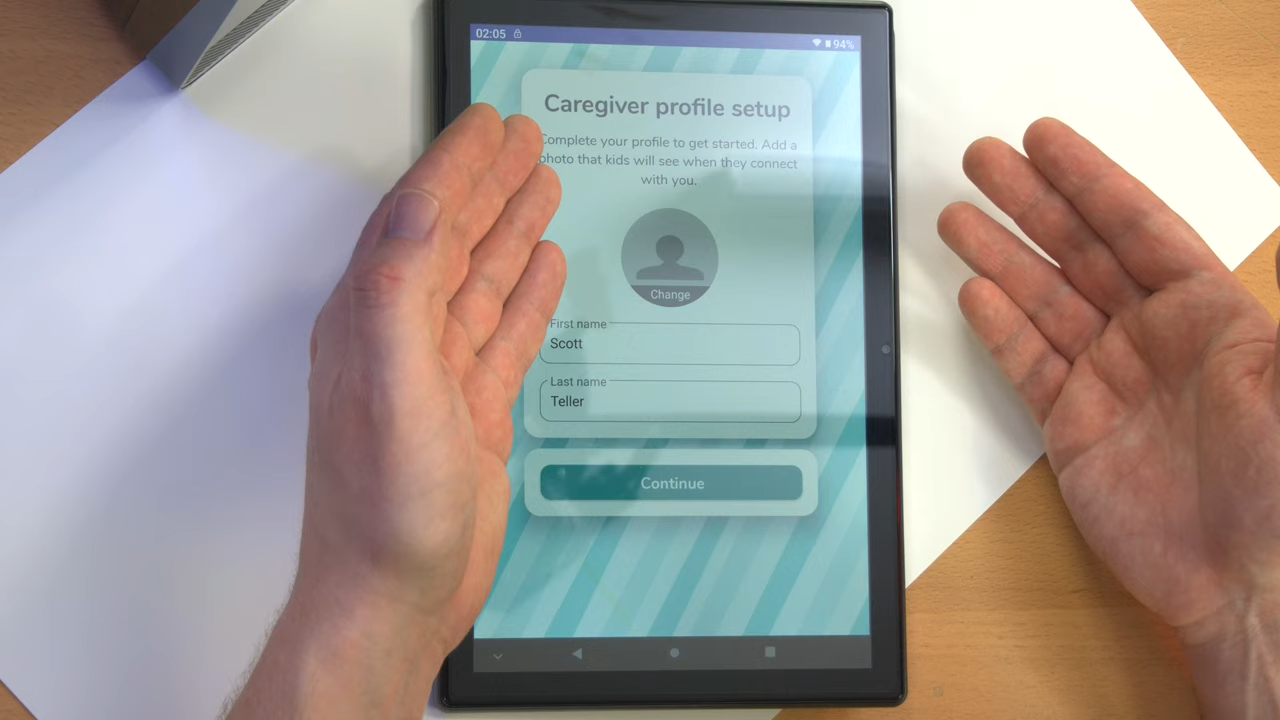 02:05
94%
Caregiver profile setup
Complete your profile to get started. Add a
photo that kids will see when they connect
with you.
Change
First name
Scott
Last name
Teller
Continue